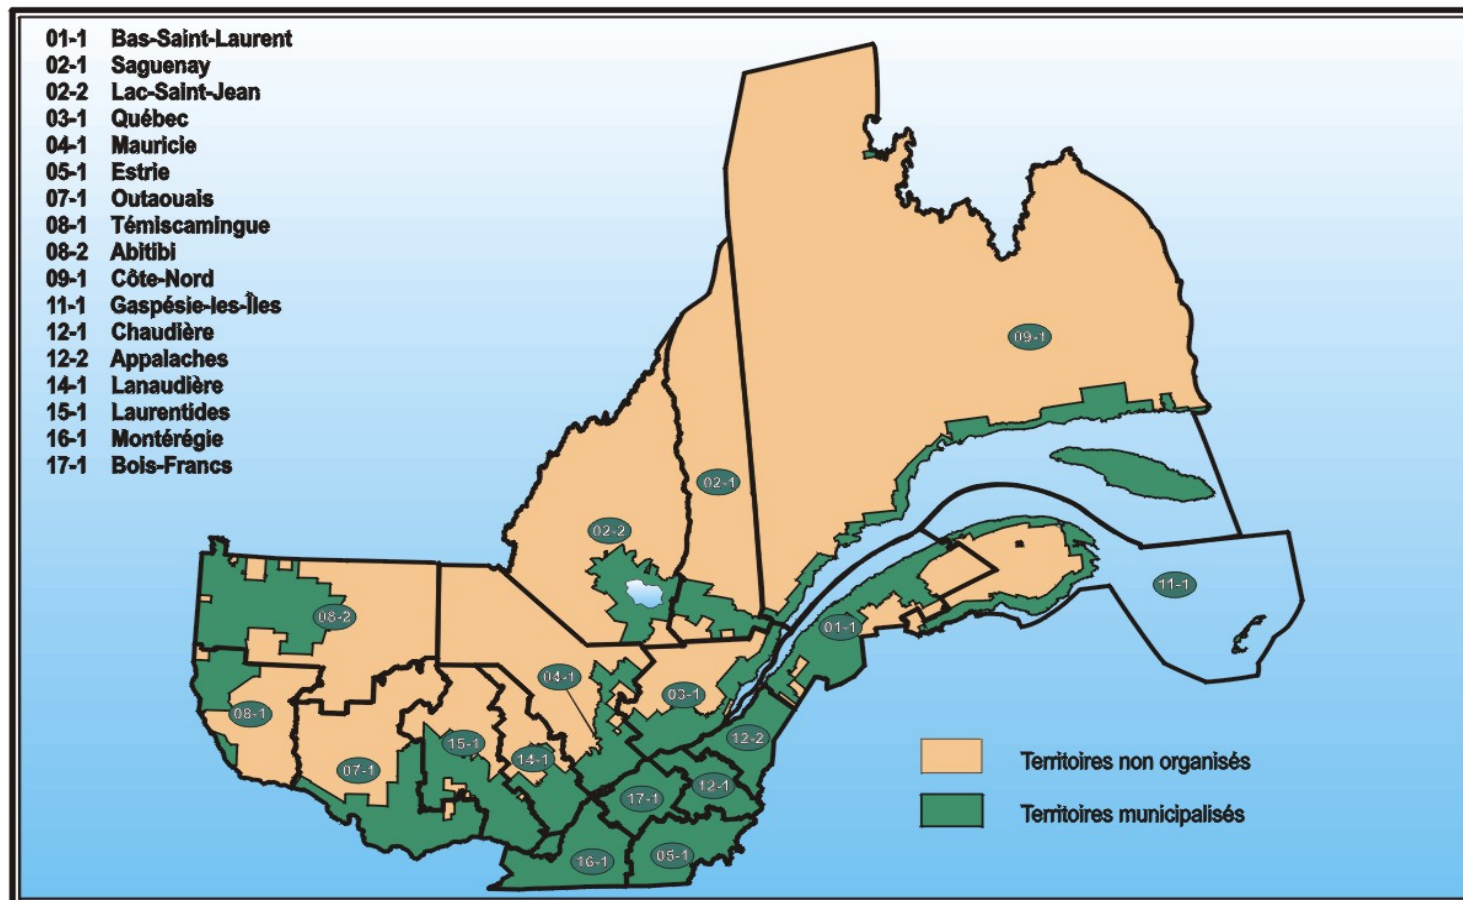 01-1 Bas-Saint-Laurent
02-1 Saguenay
02-2 Lac-Saint-Jean
03-1 Québec
04-1 Mauricie
05-1 Estrie
07-1 Outaouais
08-1 Témiscamingue
08-2 Abitibi
09-1 Côte-Nord
11-1 Gaspésie-les-Îles
12-1 Chaudière
12-2 Appalaches
14-1 Lanaudière
15-1 Laurentides
16-1 Montérégie
17-1 Bois-Francs
09-1
02-1
02-2
11-1
08-2
01-1
04-1
03-1
08-1
12-2
15-1
14-1
07-1
12-1
17-1
05-1
16-1
Territoires non organisés
Territoires municipalisés